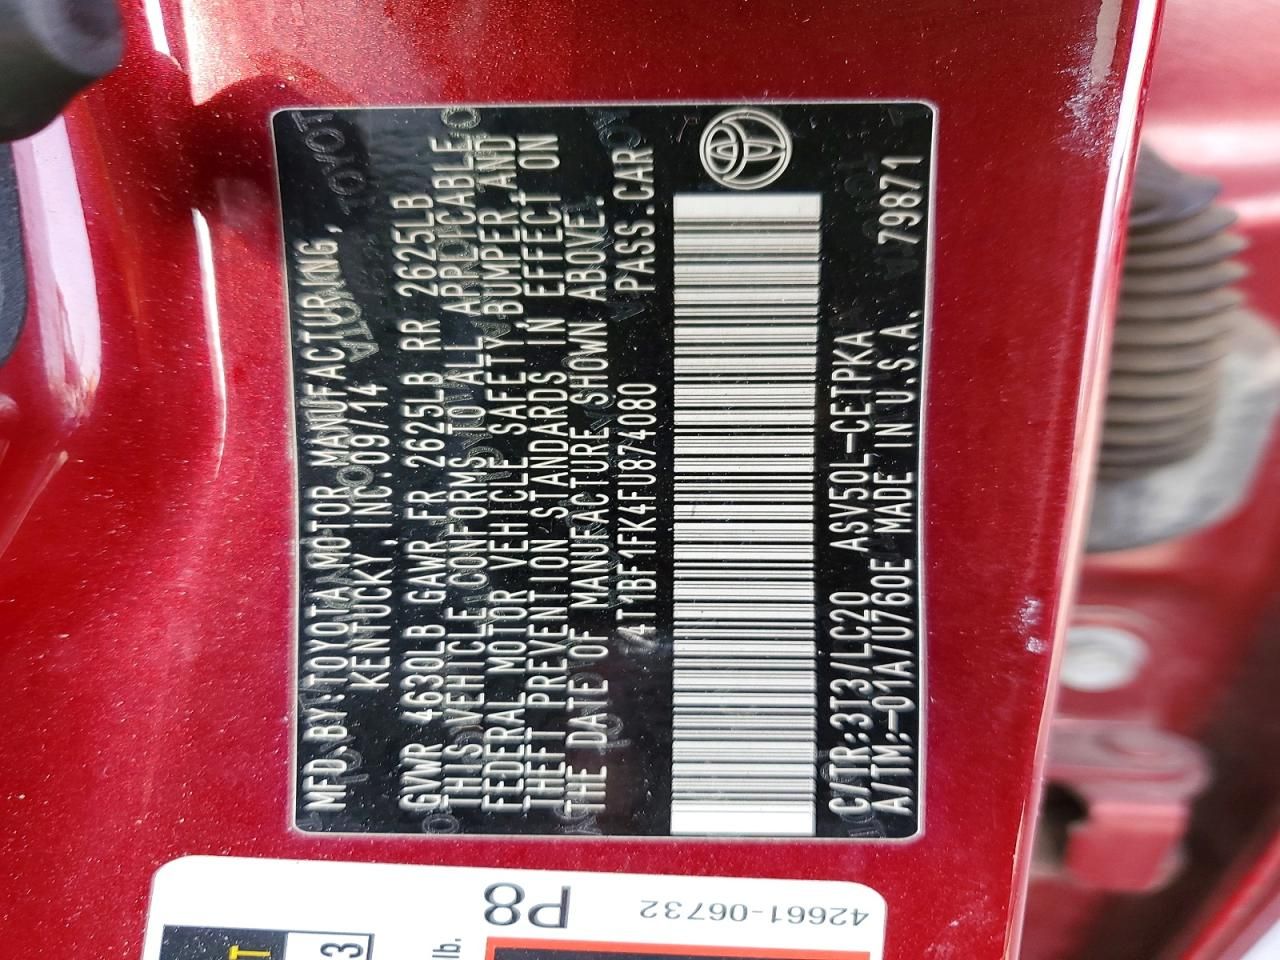 MFD.BY:TOYOTA MOTOR MANUFACTURING,
KENTUCKY, INC.09/14
GVWR 4630LB GAWR FR 2625LB RR 2625LB
THIS VEHICLE CONFORMS TO ALL APPLICABLE
FEDERAL MOTOR VEHICLE SAFETY,BUMPER,AND
THEFT PREVENTION STANDARDS IN EFFECT ON
THE DATE OF MANUFACTURE SHOWN ABOVE.
4T1BF1FK4FU874080 PASS.CAR
C/TR:3T3/LC20 ASV50L-CETPKA
A/TM:-01A/U760E MADE IN U.S.A. 79871
42661-06732
P8
lb.
3